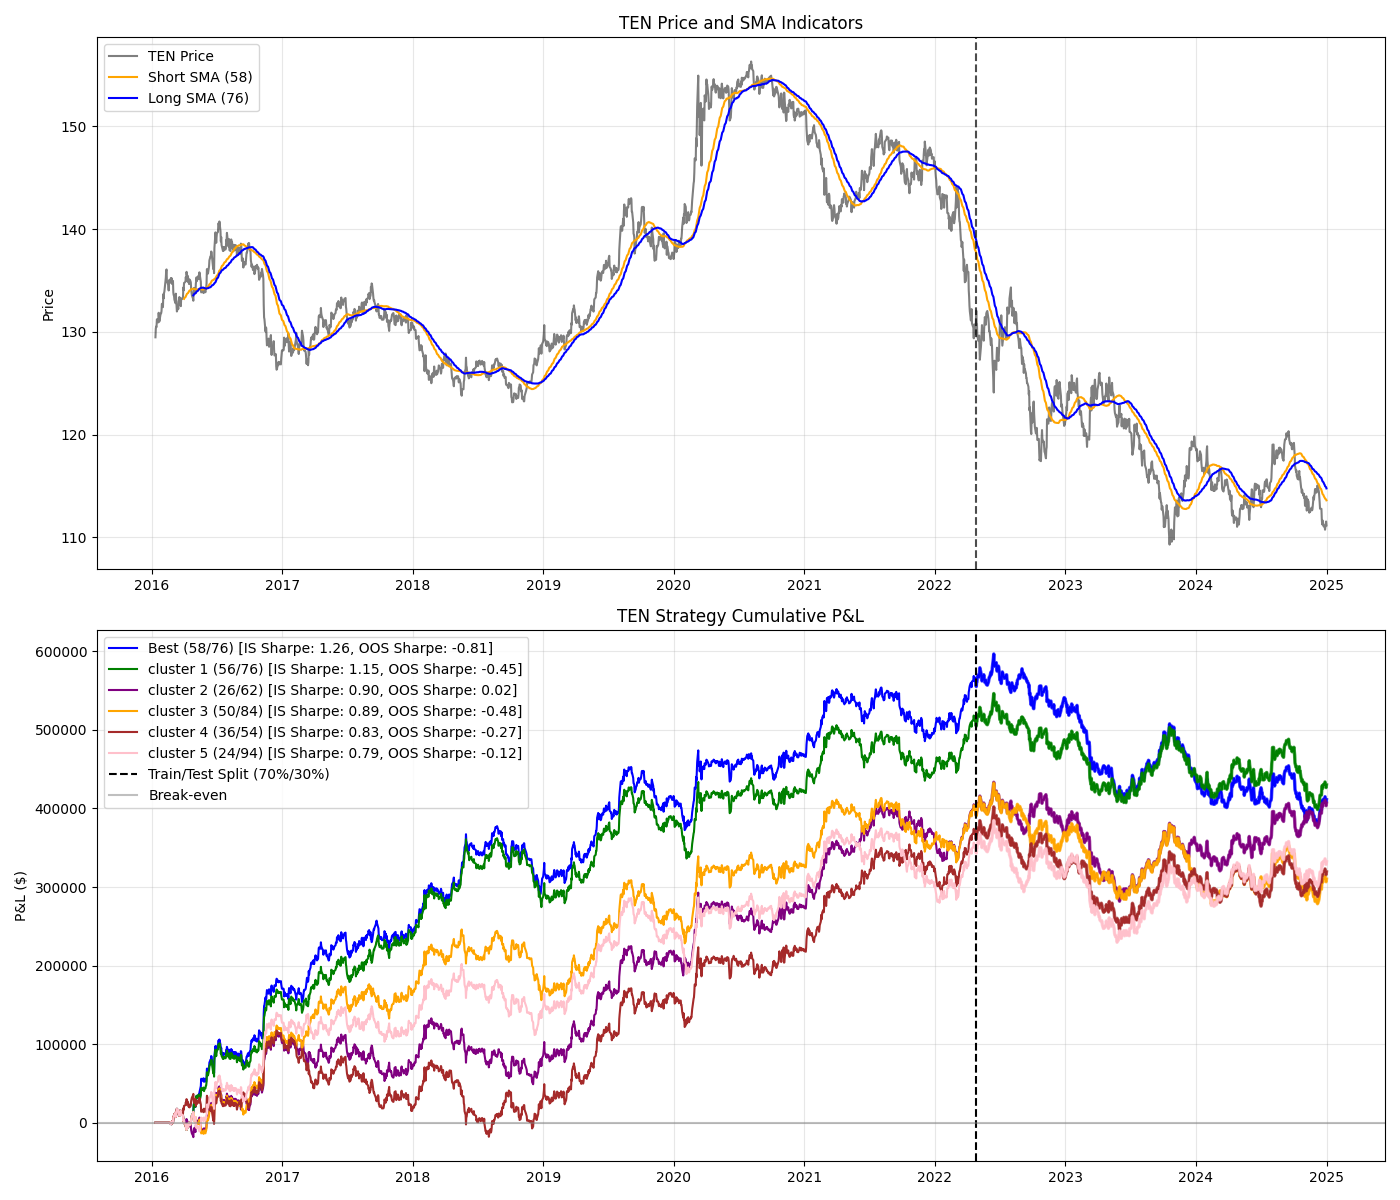 TEN Price and SMA Indicators
TEN Price
Short SMA (58)
Long SMA (76)
Price
150
140
130
120
110
2016 2017 2018 2019 2020 2021 2022 2023 2024 2025
TEN Strategy Cumulative P&L
Best (58/76) [IS Sharpe: 1.26, OOS Sharpe: -0.81]
cluster 1 (56/76) [IS Sharpe: 1.15, OOS Sharpe: -0.45]
cluster 2 (26/62) [IS Sharpe: 0.90, OOS Sharpe: 0.02]
cluster 3 (50/84) [IS Sharpe: 0.89, OOS Sharpe: -0.48]
cluster 4 (36/54) [IS Sharpe: 0.83, OOS Sharpe: -0.27]
cluster 5 (24/94) [IS Sharpe: 0.79, OOS Sharpe: -0.12]
Train/Test Split (70%/30%)
Break-even
P&L ($)
600000
500000
400000
300000
200000
100000
0
2016 2017 2018 2019 2020 2021 2022 2023 2024 2025